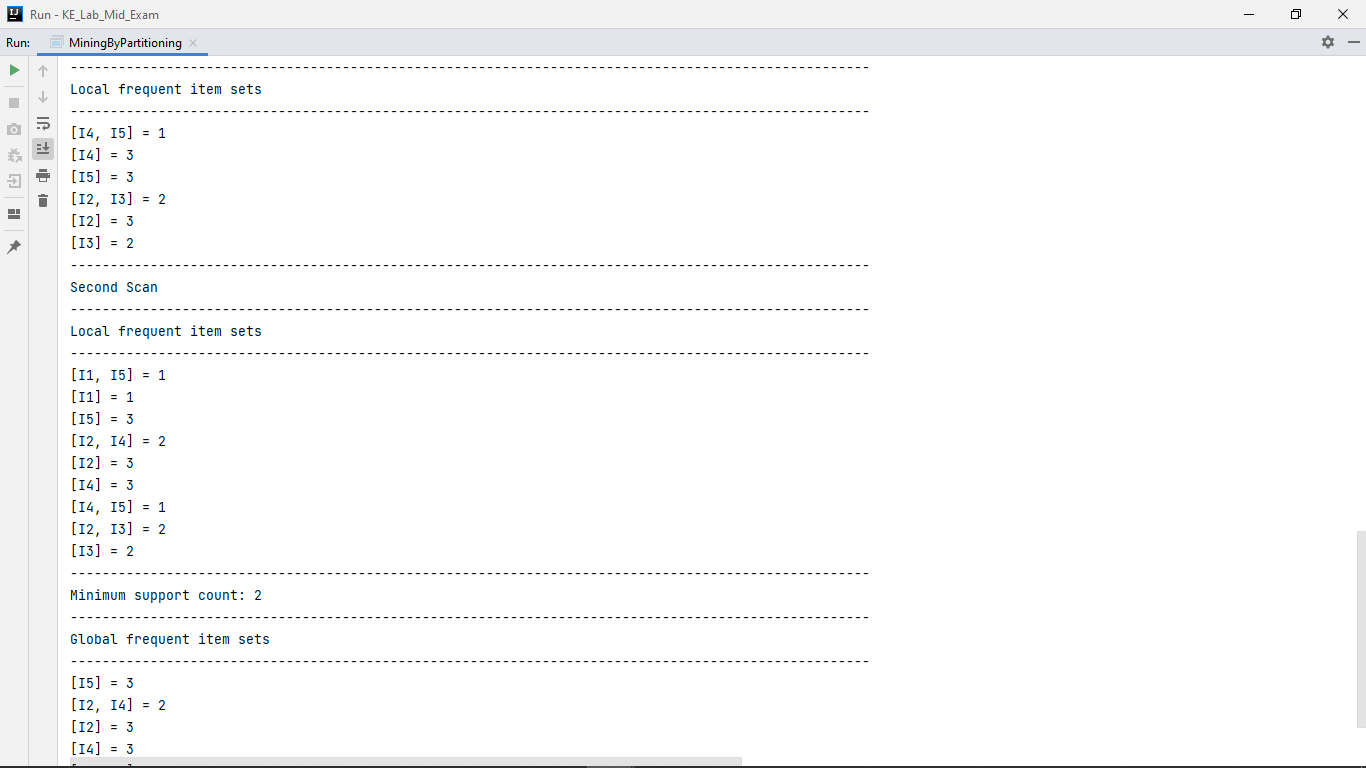 Run - KE_Lab_Mid_Exam
Run: MiningByPartitioning
----------------------------------------------------------------------------------------------------
Local frequent item sets
----------------------------------------------------------------------------------------------------
[I4, I5] = 1
[I4] = 3
[I5] = 3
[I2, I3] = 2
[I2] = 3
[I3] = 2
----------------------------------------------------------------------------------------------------
Second Scan
----------------------------------------------------------------------------------------------------
Local frequent item sets
----------------------------------------------------------------------------------------------------
[I1, I5] = 1
[I1] = 1
[I5] = 3
[I2, I4] = 2
[I2] = 3
[I4] = 3
[I4, I5] = 1
[I2, I3] = 2
[I3] = 2
----------------------------------------------------------------------------------------------------
Minimum support count: 2
----------------------------------------------------------------------------------------------------
Global frequent item sets
----------------------------------------------------------------------------------------------------
[I5] = 3
[I2, I4] = 2
[I2] = 3
[I4] = 3